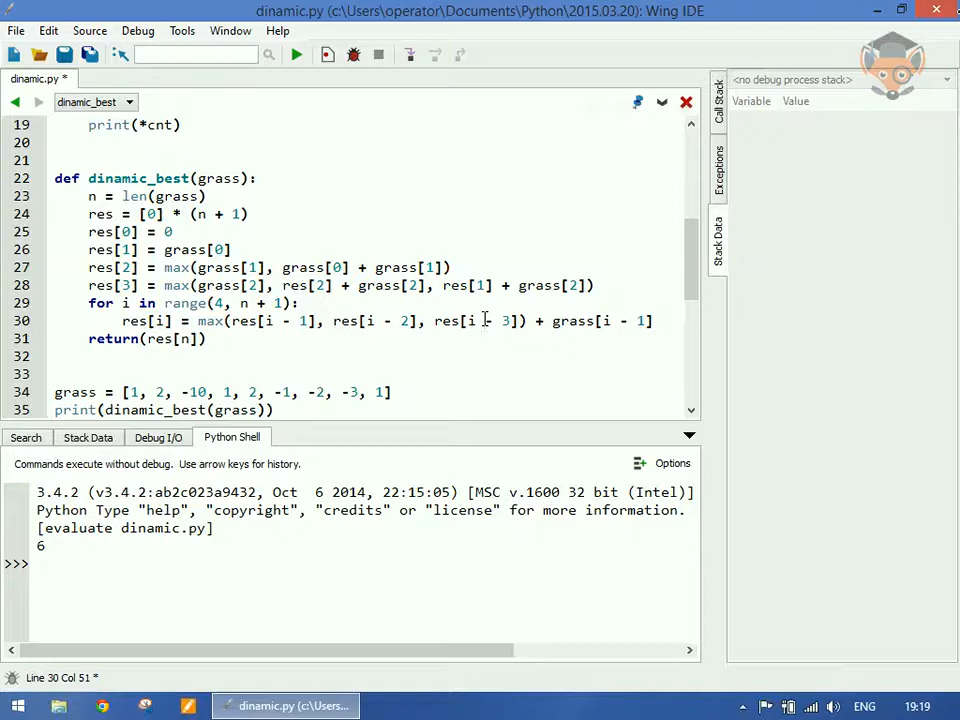 dinamic.py (c:\Users\operator\Documents\Python\2015.03.20): Wing IDE
File Edit Source Debug Tools Window Help
dinamic.py *
dinamic_best
<no debug process stack>
Variable Value
Call Stack
Exceptions
Stack Data
19 print(*cnt)
20
21
22 def dinamic_best(grass):
23 n = len(grass)
24 res = [0] * (n + 1)
25 res[0] = 0
26 res[1] = grass[0]
27 res[2] = max(grass[1], grass[0] + grass[1])
28 res[3] = max(grass[2], res[2] + grass[2], res[1] + grass[2])
29 for i in range(4, n + 1):
30 res[i] = max(res[i - 1], res[i - 2], res[i - 3]) + grass[i - 1]
31 return(res[n])
32
33
34 grass = [1, 2, -10, 1, 2, -1, -2, -3, 1]
35 print(dinamic_best(grass))
Search Stack Data Debug I/O Python Shell
Commands execute without debug. Use arrow keys for history.
Options
3.4.2 (v3.4.2:ab2c023a9432, Oct 6 2014, 22:15:05) [MSC v.1600 32 bit (Intel)]
Python Type "help", "copyright", "credits" or "license" for more information.
[evaluate dinamic.py]
6
>>>
Line 30 Col 51 *
dinamic.py (c:\Users...
ENG 19:19